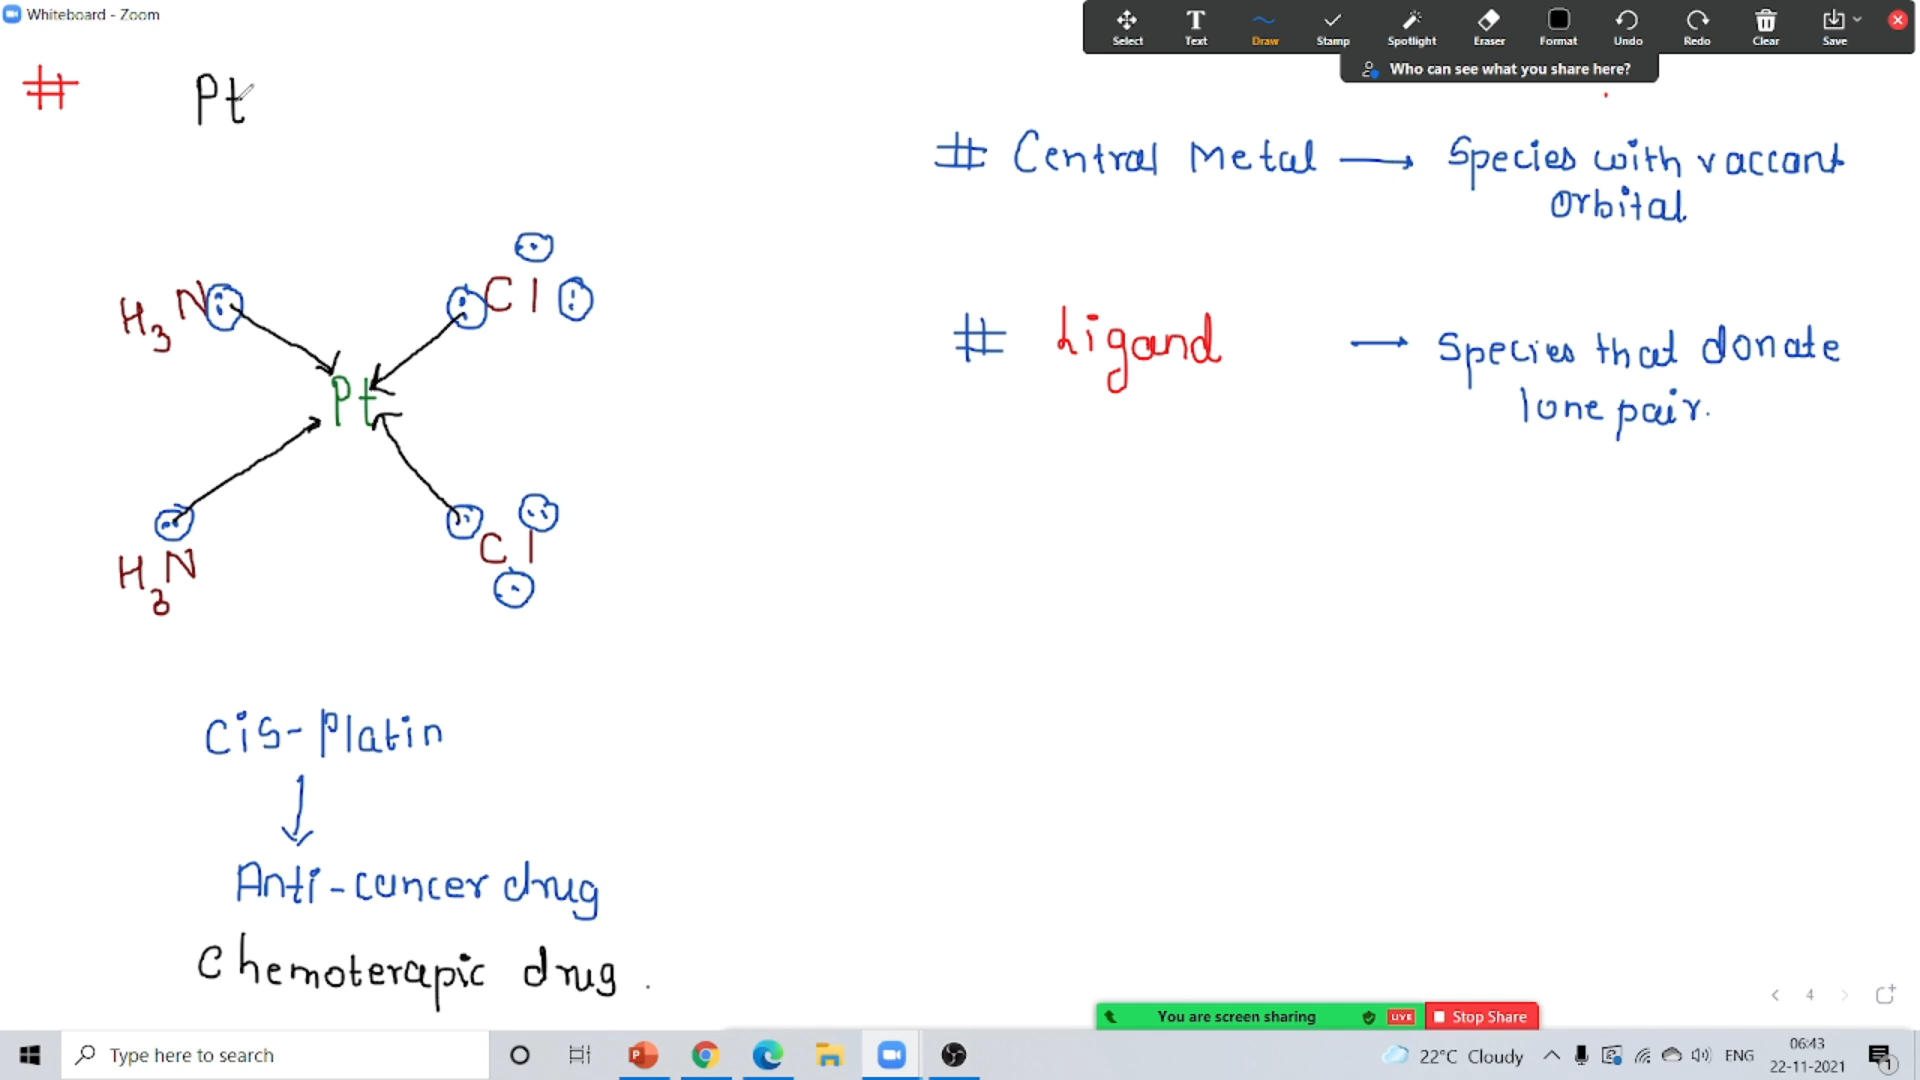 Whiteboard - Zoom
Select
Text
Draw
Stamp
Spotlight
Eraser
Format
Undo
Redo
Clear
Save
Who can see what you share here?
# Pt
# Central Metal → Species with vaccant
orbital
H3N Cl
Pt
H3N Cl
# Ligand → Species that donate
lone pair.
Cis-Platin
↓
Anti-cancer drug
Chemoterapic drug.
4
You are screen sharing
LIVE
Stop Share
Type here to search
22°C Cloudy
ENG
06:43
22-11-2021
1